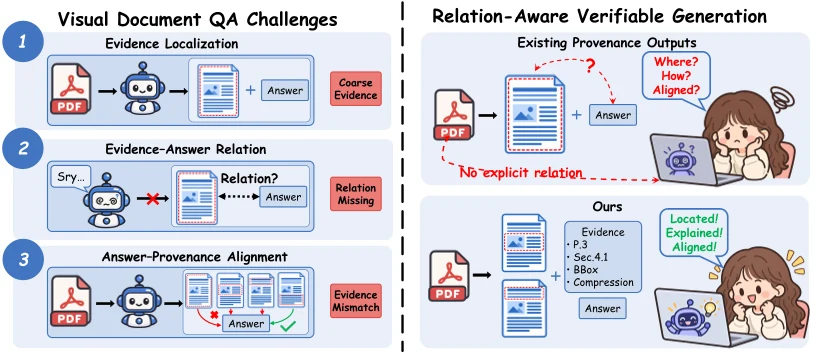 Visual Document QA Challenges
1
Evidence Localization
PDF
+
Answer
Coarse
Evidence
2
Evidence-Answer Relation
Sry...
Relation?
Answer
Relation
Missing
3
Answer-Provenance Alignment
PDF
Answer
Evidence
Mismatch
Relation-Aware Verifiable Generation
Existing Provenance Outputs
?
PDF
+
Answer
Where?
How?
Aligned?
?
No explicit relation
Ours
PDF
+
Evidence
• P.3
• Sec.4.1
• BBox
• Compression
Answer
Located!
Explained!
Aligned!